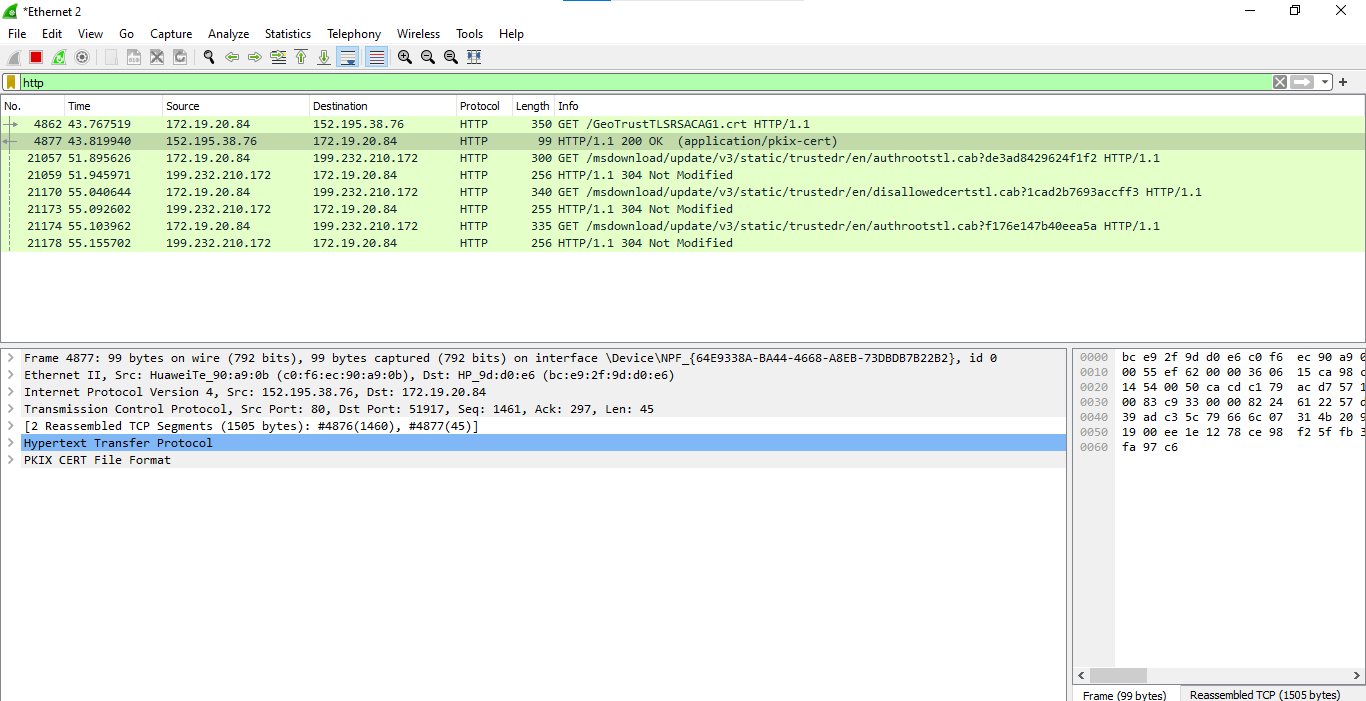 *Ethernet 2
File Edit View Go Capture Analyze Statistics Telephony Wireless Tools Help
http
No. Time Source Destination Protocol Length Info
4862 43.767519 172.19.20.84 152.195.38.76 HTTP 350 GET /GeoTrustTLSRSACAG1.crt HTTP/1.1
4877 43.819940 152.195.38.76 172.19.20.84 HTTP 99 HTTP/1.1 200 OK (application/pkix-cert)
21057 51.895626 172.19.20.84 199.232.210.172 HTTP 300 GET /msdownload/update/v3/static/trustedr/en/authrootstl.cab?de3ad8429624f1f2 HTTP/1.1
21059 51.945971 199.232.210.172 172.19.20.84 HTTP 256 HTTP/1.1 304 Not Modified
21170 55.040644 172.19.20.84 199.232.210.172 HTTP 340 GET /msdownload/update/v3/static/trustedr/en/disallowedcertstl.cab?1cad2b7693accff3 HTTP/1.1
21173 55.092602 199.232.210.172 172.19.20.84 HTTP 255 HTTP/1.1 304 Not Modified
21174 55.103962 172.19.20.84 199.232.210.172 HTTP 335 GET /msdownload/update/v3/static/trustedr/en/authrootstl.cab?f176e147b40eea5a HTTP/1.1
21178 55.155702 199.232.210.172 172.19.20.84 HTTP 256 HTTP/1.1 304 Not Modified
Frame 4877: 99 bytes on wire (792 bits), 99 bytes captured (792 bits) on interface \Device\NPF_{64E9338A-BA44-4668-A8EB-73DBDB7B22B2}, id 0
Ethernet II, Src: HuaweiTe_90:a9:0b (c0:f6:ec:90:a9:0b), Dst: HP_9d:d0:e6 (bc:e9:2f:9d:d0:e6)
Internet Protocol Version 4, Src: 152.195.38.76, Dst: 172.19.20.84
Transmission Control Protocol, Src Port: 80, Dst Port: 51917, Seq: 1461, Ack: 297, Len: 45
[2 Reassembled TCP Segments (1505 bytes): #4876(1460), #4877(45)]
Hypertext Transfer Protocol
PKIX CERT File Format
0000 bc e9 2f 9d d0 e6 c0 f6 ec 90 a9
0010 00 55 ef 62 00 00 36 06 15 ca 98
0020 14 54 00 50 ca cd c1 79 ac d7 57
0030 00 83 c9 33 00 00 82 24 61 22 57
0040 39 ad c3 5c 79 66 6c 07 31 4b 20
0050 19 00 ee 1e 12 78 ce 98 f2 5f fb
0060 fa 97 c6
Frame (99 bytes) Reassembled TCP (1505 bytes)